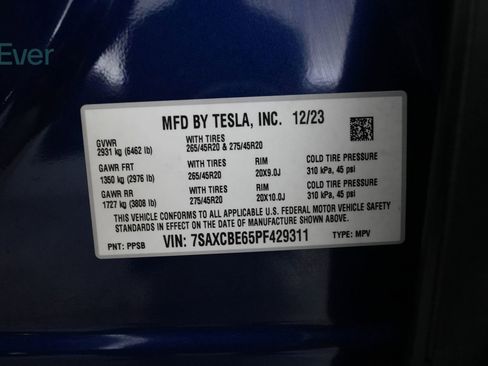 Ever
MFD BY TESLA, INC. 12/23
GVWR WITH TIRES
2931 kg (6462 lb) 265/45R20 & 275/45R20
GAWR FRT WITH TIRES RIM COLD TIRE PRESSURE
1350 kg (2976 lb) 265/45R20 20X9.0J 310 kPa, 45 psi
GAWR RR WITH TIRES RIM COLD TIRE PRESSURE
1727 kg (3808 lb) 275/45R20 20X10.0J 310 kPa, 45 psi
THIS VEHICLE CONFORMS TO ALL APPLICABLE U.S. FEDERAL MOTOR VEHICLE SAFETY
STANDARDS IN EFFECT ON THE DATE OF MANUFACTURE SHOWN ABOVE.
PNT: PPSB VIN: 7SAXCBE65PF429311 TYPE: MPV